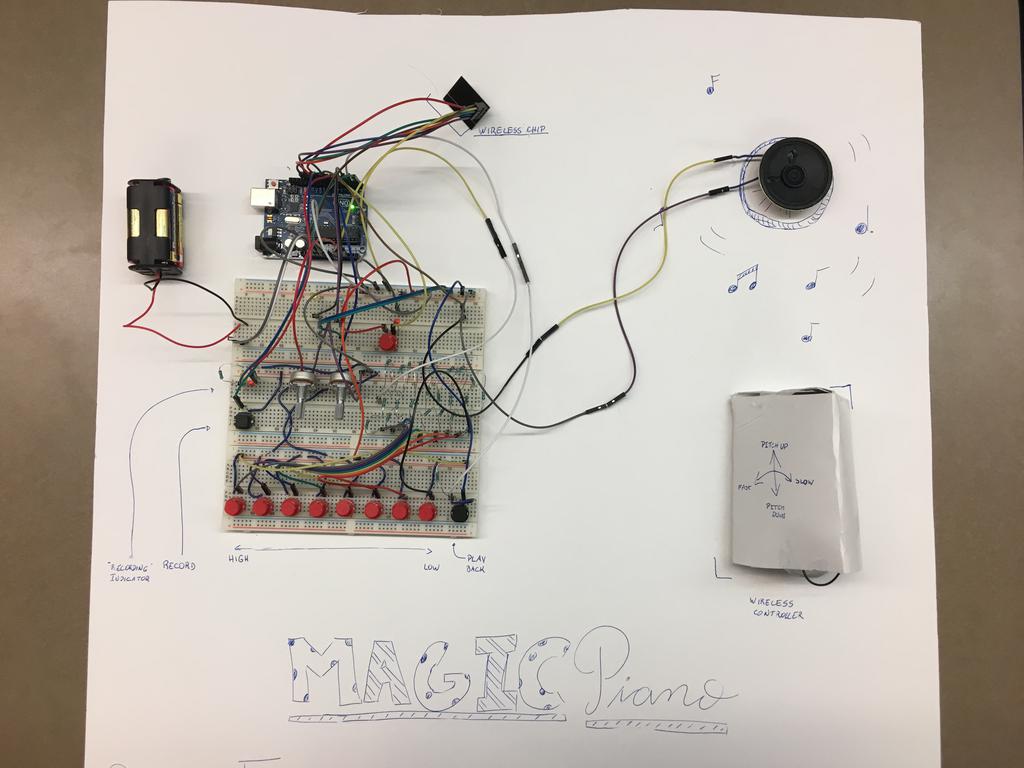 WIRELESS CHIP
"RECORDING"
INDICATOR
RECORD
HIGH
LOW
PLAY
BACK
PITCH UP
FAST
SLOW
PITCH
DOWN
WIRELESS
CONTROLLER
MAGIC Piano